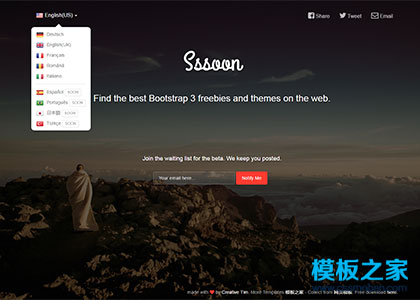 English(US)
Share Tweet Email
Deutsch
English(UK)
Français
Română
Italiano
Español SOON
Português SOON
日本語 SOON
Türkçe SOON
Sssoon
Find the best Bootstrap 3 freebies and themes on the web.
Join the waiting list for the beta. We keep you posted.
Your email here...
Notify Me
模板之家
made with by Creative Tim. More Templates 模板之家 . Collect from 网页模板. Free download here.